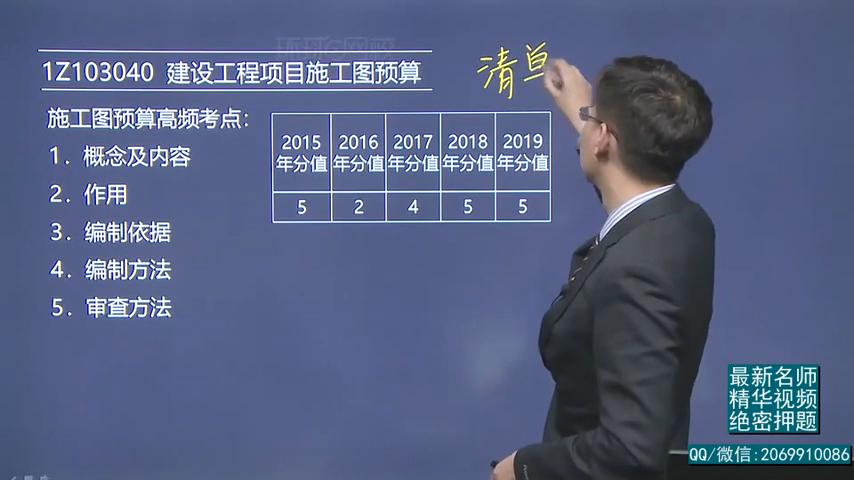 环球网校
1Z103040 建设工程项目施工图预算
清单
施工图预算高频考点：
1．概念及内容
2．作用
3．编制依据
4．编制方法
5．审查方法
2015年分值 2016年分值 2017年分值 2018年分值 2019年分值
5 2 4 5 5
最新名师
精华视频
绝密押题
QQ/微信:2069910086